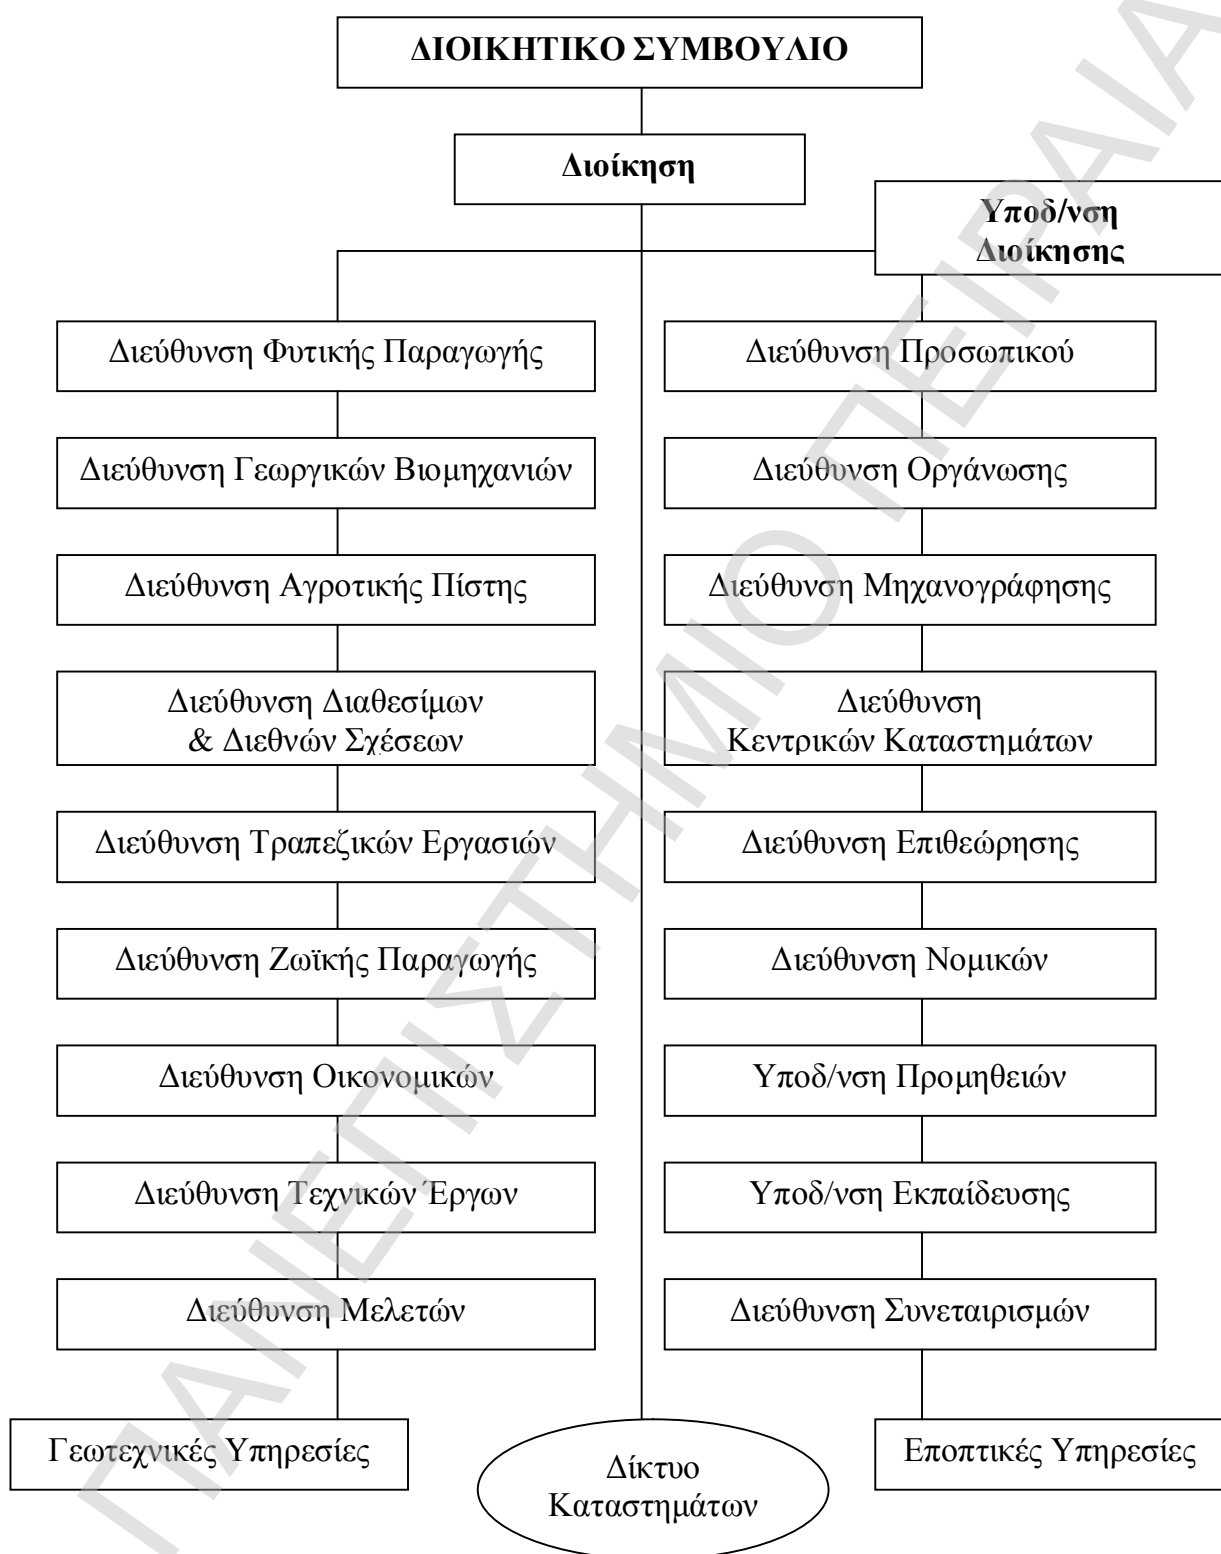 ΔΙΟΙΚΗΤΙΚΟ ΣΥΜΒΟΥΛΙΟ
Διοίκηση
Υποδ/νση
Διοίκησης
Διεύθυνση Φυτικής Παραγωγής
Διεύθυνση Προσωπικού
Διεύθυνση Γεωργικών Βιομηχανιών
Διεύθυνση Οργάνωσης
Διεύθυνση Αγροτικής Πίστης
Διεύθυνση Μηχανογράφησης
Διεύθυνση Διαθεσίμων
& Διεθνών Σχέσεων
Διεύθυνση
Κεντρικών Καταστημάτων
Διεύθυνση Τραπεζικών Εργασιών
Διεύθυνση Επιθεώρησης
Διεύθυνση Ζωϊκής Παραγωγής
Διεύθυνση Νομικών
Διεύθυνση Οικονομικών
Υποδ/νση Προμηθειών
Διεύθυνση Τεχνικών Έργων
Υποδ/νση Εκπαίδευσης
Διεύθυνση Μελετών
Διεύθυνση Συνεταιρισμών
Γεωτεχνικές Υπηρεσίες
Δίκτυο
Καταστημάτων
Εποπτικές Υπηρεσίες
ΠΑΝΕΠΙΣΤΗΜΙΟ ΠΕΙΡΑΙΑ